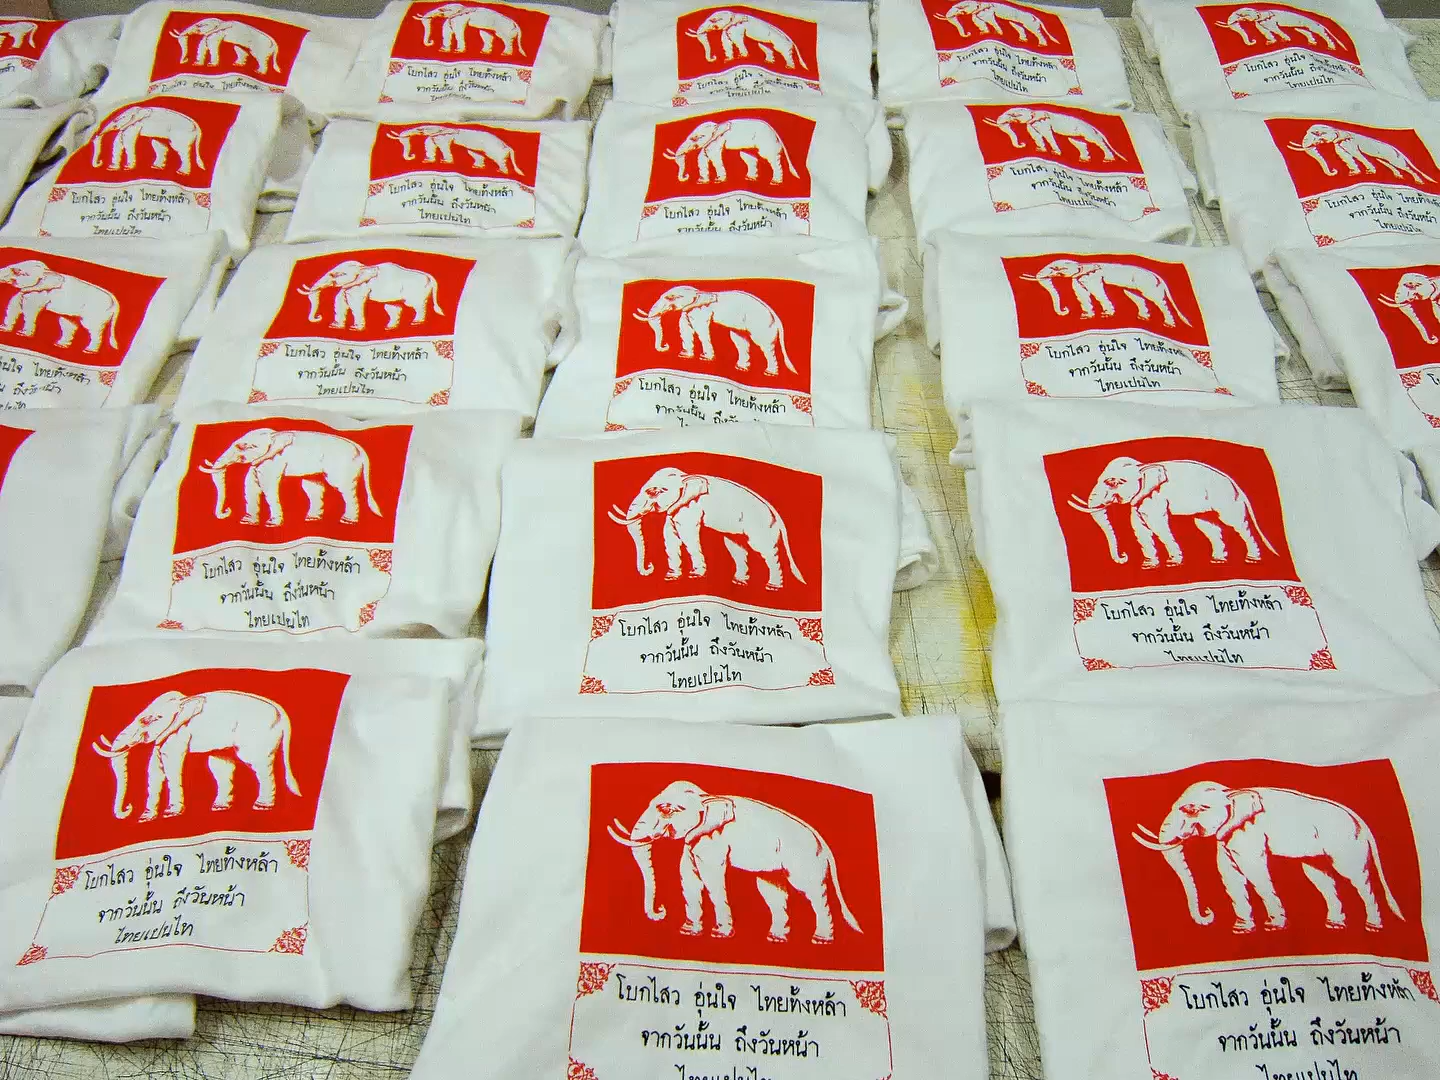 โบกไสว อุ่นใจ ไทยทั้งหล้า
จากวันนั้น ถึงวันหน้า
ไทยเปนไท